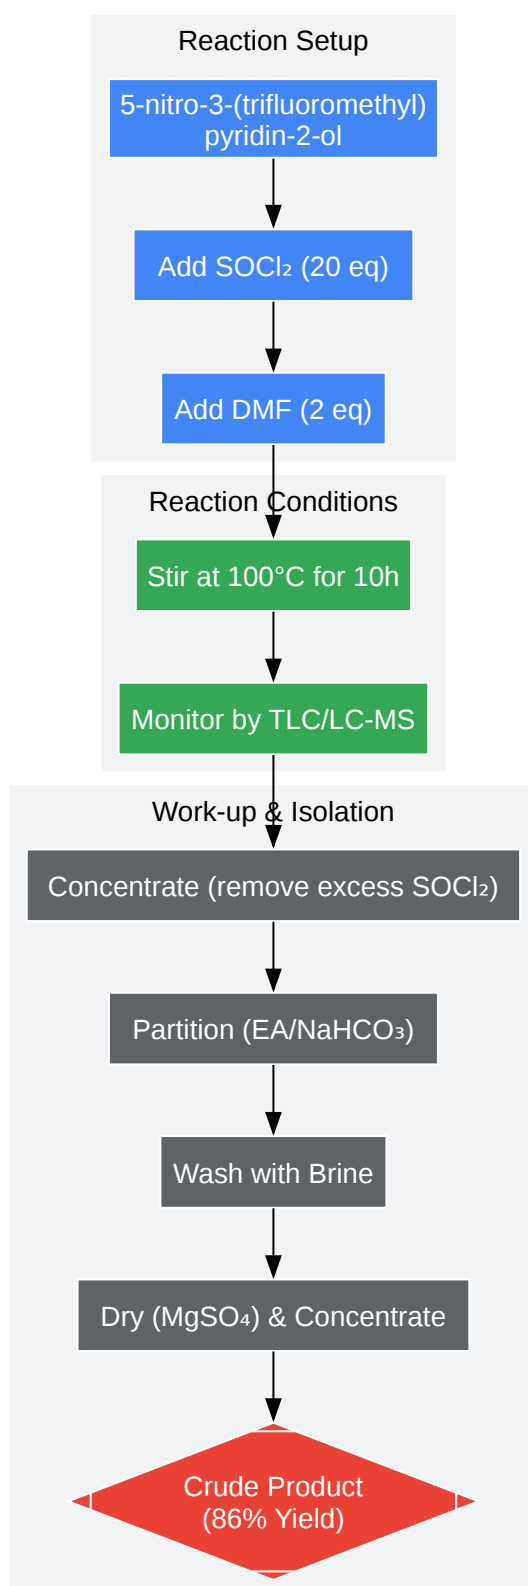 Reaction Setup
5-nitro-3-(trifluoromethyl)
pyridin-2-ol
Add SOCl₂ (20 eq)
Add DMF (2 eq)
Reaction Conditions
Stir at 100°C for 10h
Monitor by TLC/LC-MS
Work-up & Isolation
Concentrate (remove excess SOCl₂)
Partition (EA/NaHCO₃)
Wash with Brine
Dry (MgSO₄) & Concentrate
Crude Product
(86% Yield)